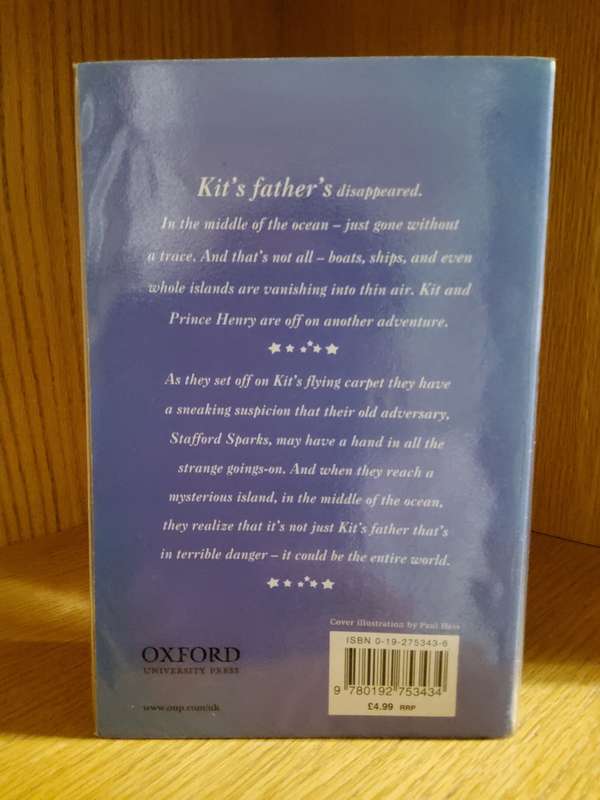 Kit's father's disappeared.
In the middle of the ocean – just gone without
a trace. And that's not all – boats, ships, and even
whole islands are vanishing into thin air. Kit and
Prince Henry are off on another adventure.
As they set off on Kit's flying carpet they have
a sneaking suspicion that their old adversary,
Stafford Sparks, may have a hand in all the
strange goings-on. And when they reach a
mysterious island, in the middle of the ocean,
they realize that it's not just Kit's father that's
in terrible danger – it could be the entire world.
Cover illustration by Paul Hess
ISBN 0-19-275343-6
9 780192 753434
£4.99 RRP
OXFORD
UNIVERSITY PRESS
www.oup.com/uk